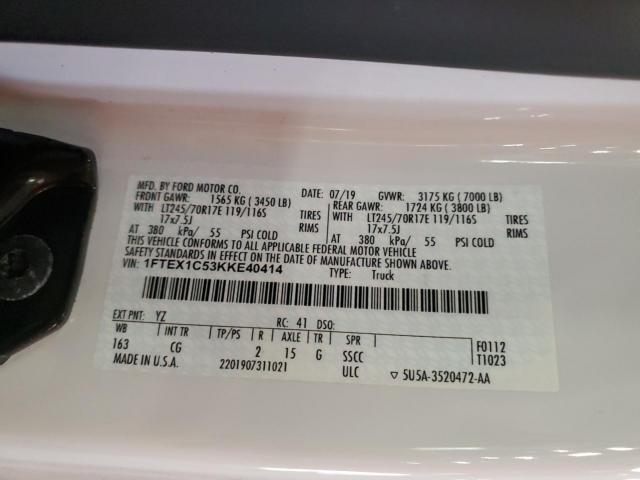 MFD. BY FORD MOTOR CO. DATE: 07/19 GVWR: 3175 KG (7000 LB)
FRONT GAWR: 1565 KG (3450 LB) REAR GAWR: 1724 KG (3800 LB)
WITH LT245/70R17E 119/116S TIRES WITH LT245/70R17E 119/116S TIRES
17x7.5J RIMS 17x7.5J RIMS
AT 380 kPa/ 55 PSI COLD AT 380 kPa/ 55 PSI COLD
THIS VEHICLE CONFORMS TO ALL APPLICABLE FEDERAL MOTOR VEHICLE
SAFETY STANDARDS IN EFFECT ON THE DATE OF MANUFACTURE SHOWN ABOVE.
VIN: 1FTEX1C53KKE40414 TYPE: Truck
EXT PNT: YZ RC: 41 DSO:
WB INT TR TP/PS R AXLE TR SPR F0112
163 CG 2 15 G SSCC T1023
MADE IN U.S.A. 2201907311021 ULC ▽ 5U5A-3520472-AA